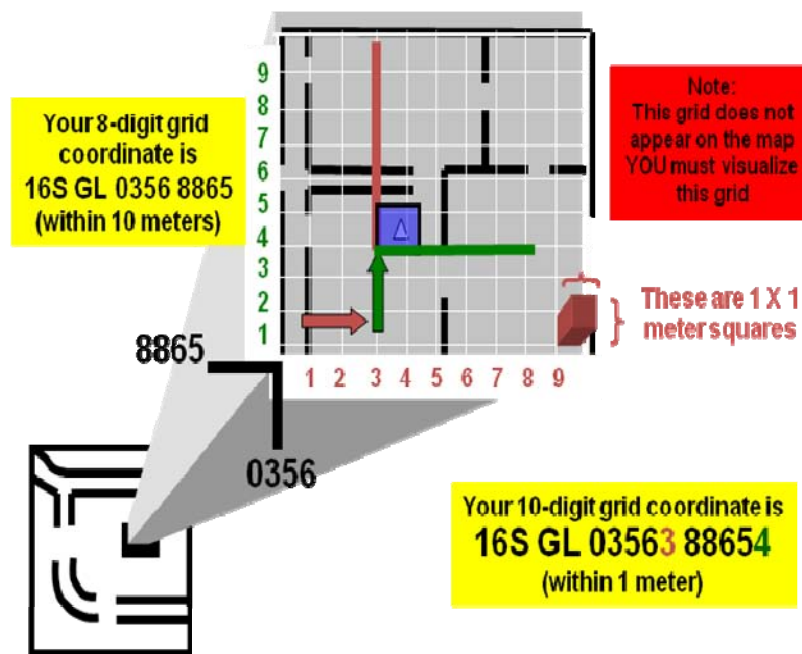 Your 8-digit grid
coordinate is
16S GL 0356 8865
(within 10 meters)
9
8
7
6
5
4
3
2
1
Note:
This grid does not
appear on the map
YOU must visualize
this grid
These are 1 X 1
meter squares
1 2 3 4 5 6 7 8 9
8865
0356
Your 10-digit grid coordinate is
16S GL 03563 88654
(within 1 meter)